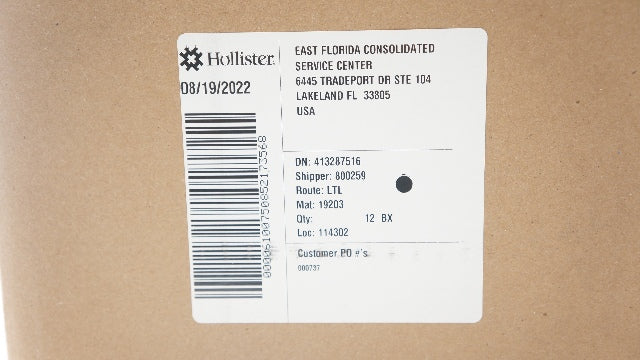 Hollister
08/19/2022
00006100750852173568
EAST FLORIDA CONSOLIDATED
SERVICE CENTER
6445 TRADEPORT DR STE 104
LAKELAND FL 33805
USA
DN: 413287516
Shipper: 800259
Route: LTL
Mat: 19203
Qty: 12 BX
Loc: 114302
Customer PO #'s
000737